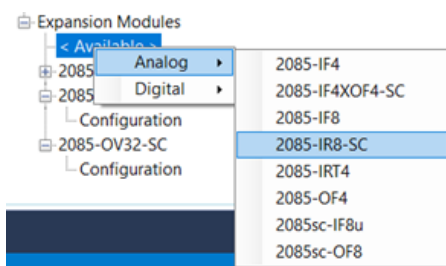 Expansion Modules
< Available >
2085
2085
Configuration
2085-OV32-SC
Configuration
Analog
Digital
2085-IF4
2085-IF4XOF4-SC
2085-IF8
2085-IR8-SC
2085-IRT4
2085-OF4
2085sc-IF8u
2085sc-OF8